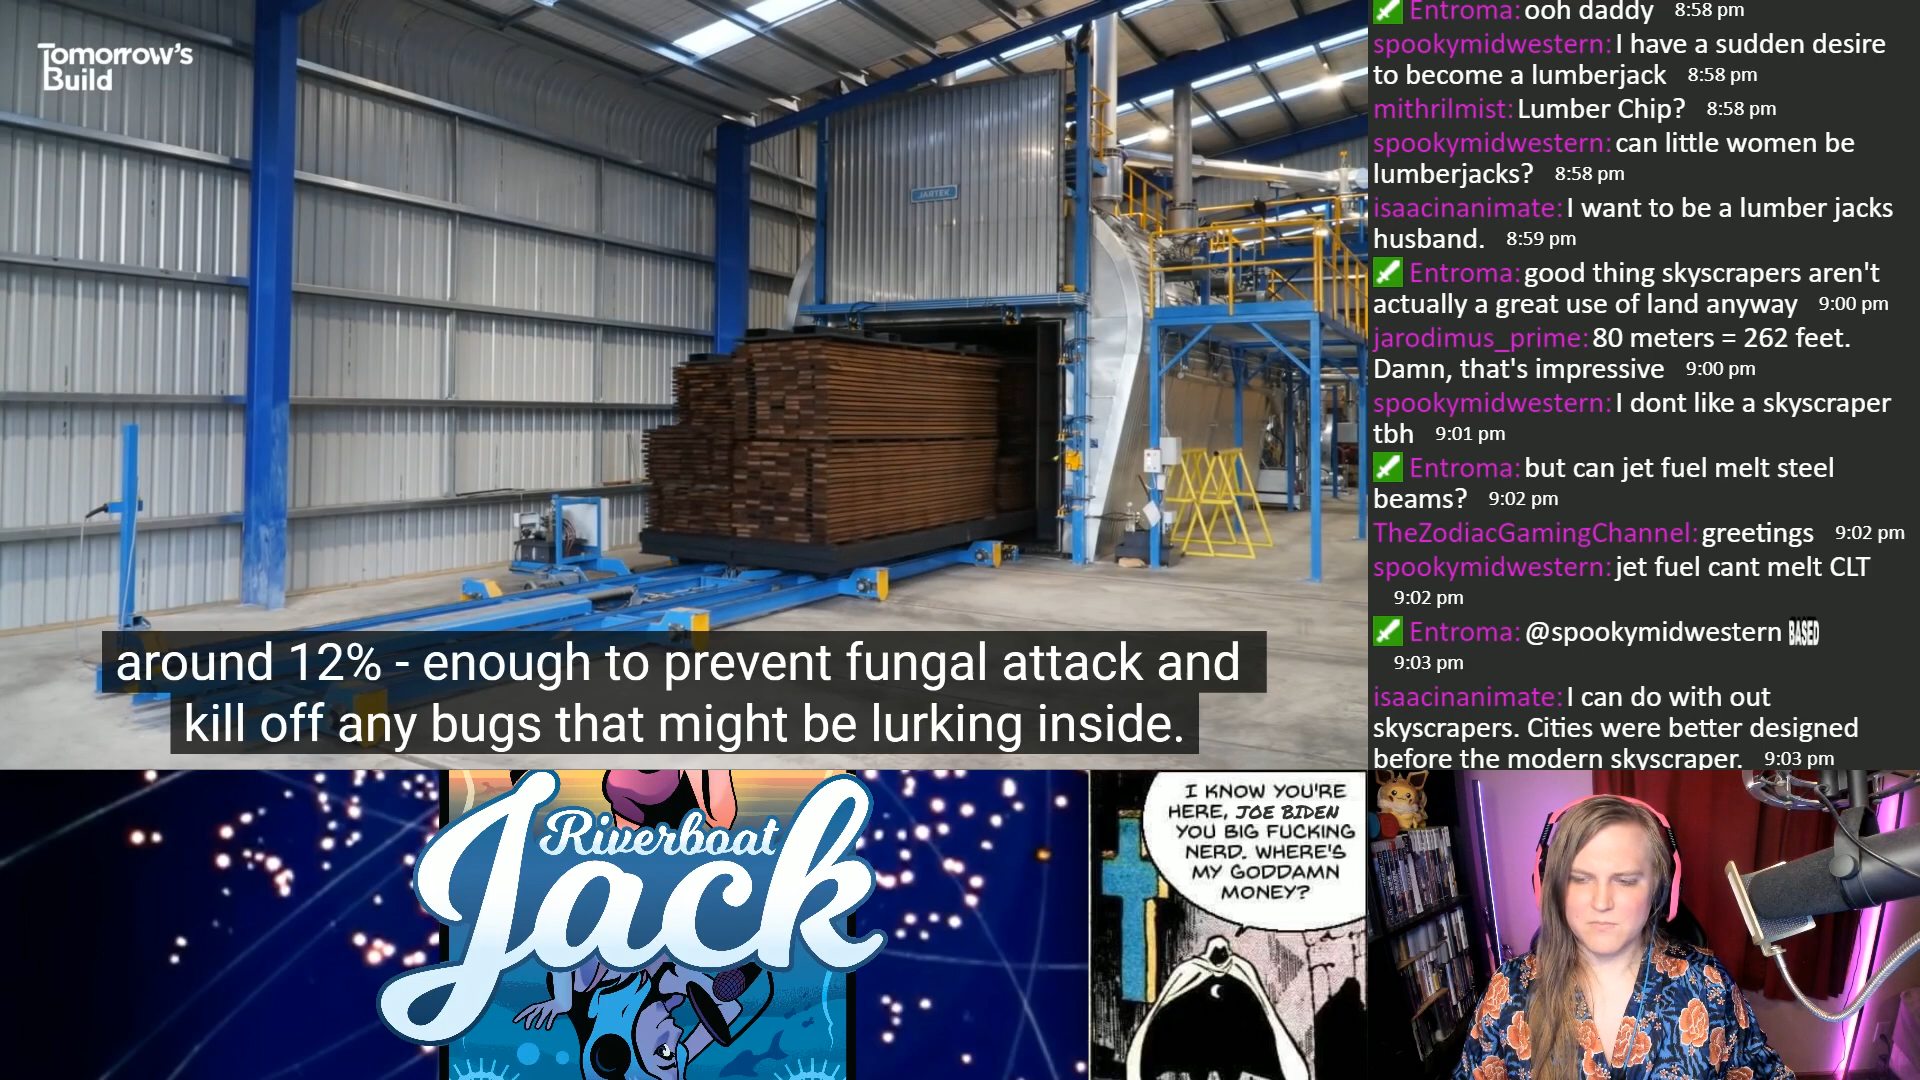 Tomorrow's
Build
JARTEK
around 12% - enough to prevent fungal attack and
kill off any bugs that might be lurking inside.
Entroma: ooh daddy 8:58 pm
spookymidwestern: I have a sudden desire
to become a lumberjack 8:58 pm
mithrilmist: Lumber Chip? 8:58 pm
spookymidwestern: can little women be
lumberjacks? 8:58 pm
isaacinanimate: I want to be a lumber jacks
husband. 8:59 pm
Entroma: good thing skyscrapers aren't
actually a great use of land anyway 9:00 pm
jarodimus_prime: 80 meters = 262 feet.
Damn, that's impressive 9:00 pm
spookymidwestern: I dont like a skyscraper
tbh 9:01 pm
Entroma: but can jet fuel melt steel
beams? 9:02 pm
TheZodiacGamingChannel: greetings 9:02 pm
spookymidwestern: jet fuel cant melt CLT
9:02 pm
Entroma: @spookymidwestern BASED
9:03 pm
isaacinanimate: I can do with out
skyscrapers. Cities were better designed
before the modern skyscraper. 9:03 pm
Riverboat
Jack
I KNOW YOU'RE
HERE, JOE BIDEN
YOU BIG FUCKING
NERD. WHERE'S
MY GODDAMN
MONEY?